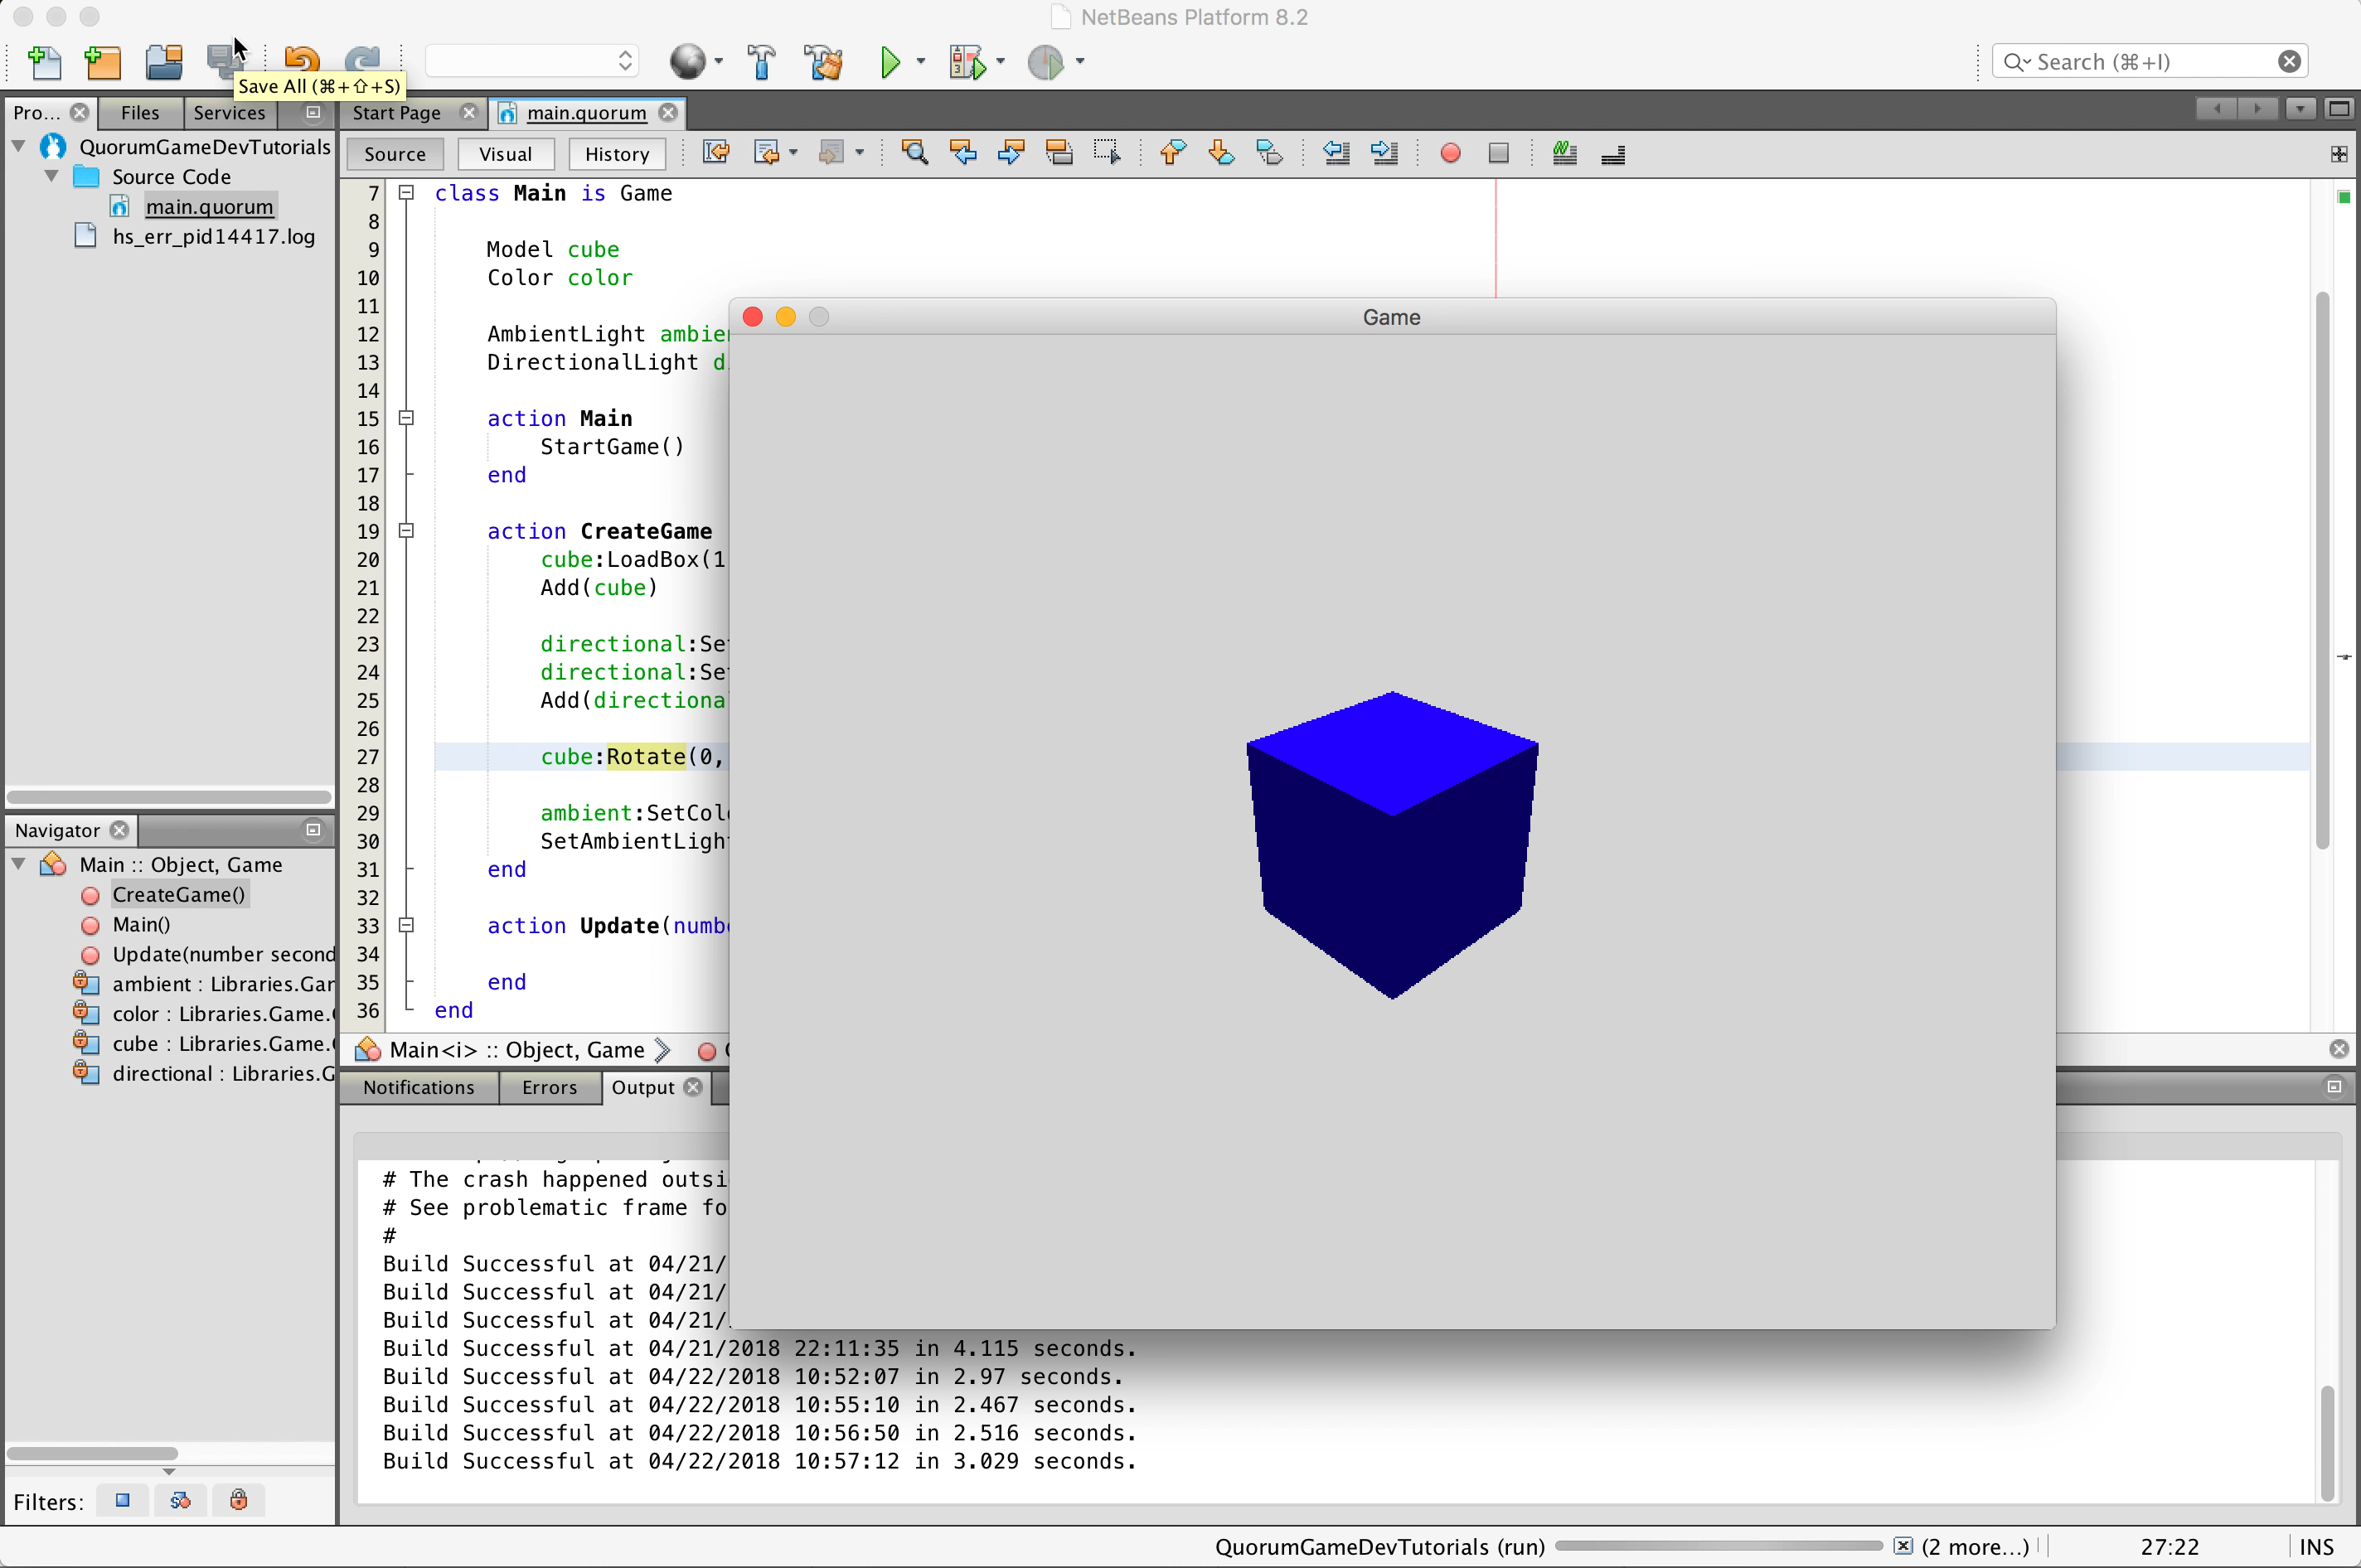 NetBeans Platform 8.2
Search (⌘+I)
Save All (⌘+⇧+S)
Pro...
Files
Services
Start Page
main.quorum
QuorumGameDevTutorials
Source Code
main.quorum
hs_err_pid14417.log
Source
Visual
History
7 class Main is Game
8
9 Model cube
10 Color color
11
12 AmbientLight ambie
13 DirectionalLight d
14
15 action Main
16 StartGame()
17 end
18
19 action CreateGame
20 cube:LoadBox(1
21 Add(cube)
22
23 directional:Se
24 directional:Se
25 Add(directiona
26
27 cube:Rotate(0,
28
29 ambient:SetCol
30 SetAmbientLigh
31 end
32
33 action Update(numb
34
35 end
36 end
Game
Navigator
Main :: Object, Game
CreateGame()
Main()
Update(number second
ambient : Libraries.Gar
color : Libraries.Game.
cube : Libraries.Game.
directional : Libraries.G
Filters:
Main<i> :: Object, Game
Notifications
Errors
Output
# The crash happened outsi
# See problematic frame fo
#
Build Successful at 04/21/
Build Successful at 04/21/
Build Successful at 04/21/
Build Successful at 04/21/2018 22:11:35 in 4.115 seconds.
Build Successful at 04/22/2018 10:52:07 in 2.97 seconds.
Build Successful at 04/22/2018 10:55:10 in 2.467 seconds.
Build Successful at 04/22/2018 10:56:50 in 2.516 seconds.
Build Successful at 04/22/2018 10:57:12 in 3.029 seconds.
QuorumGameDevTutorials (run)
(2 more...)
27:22
INS